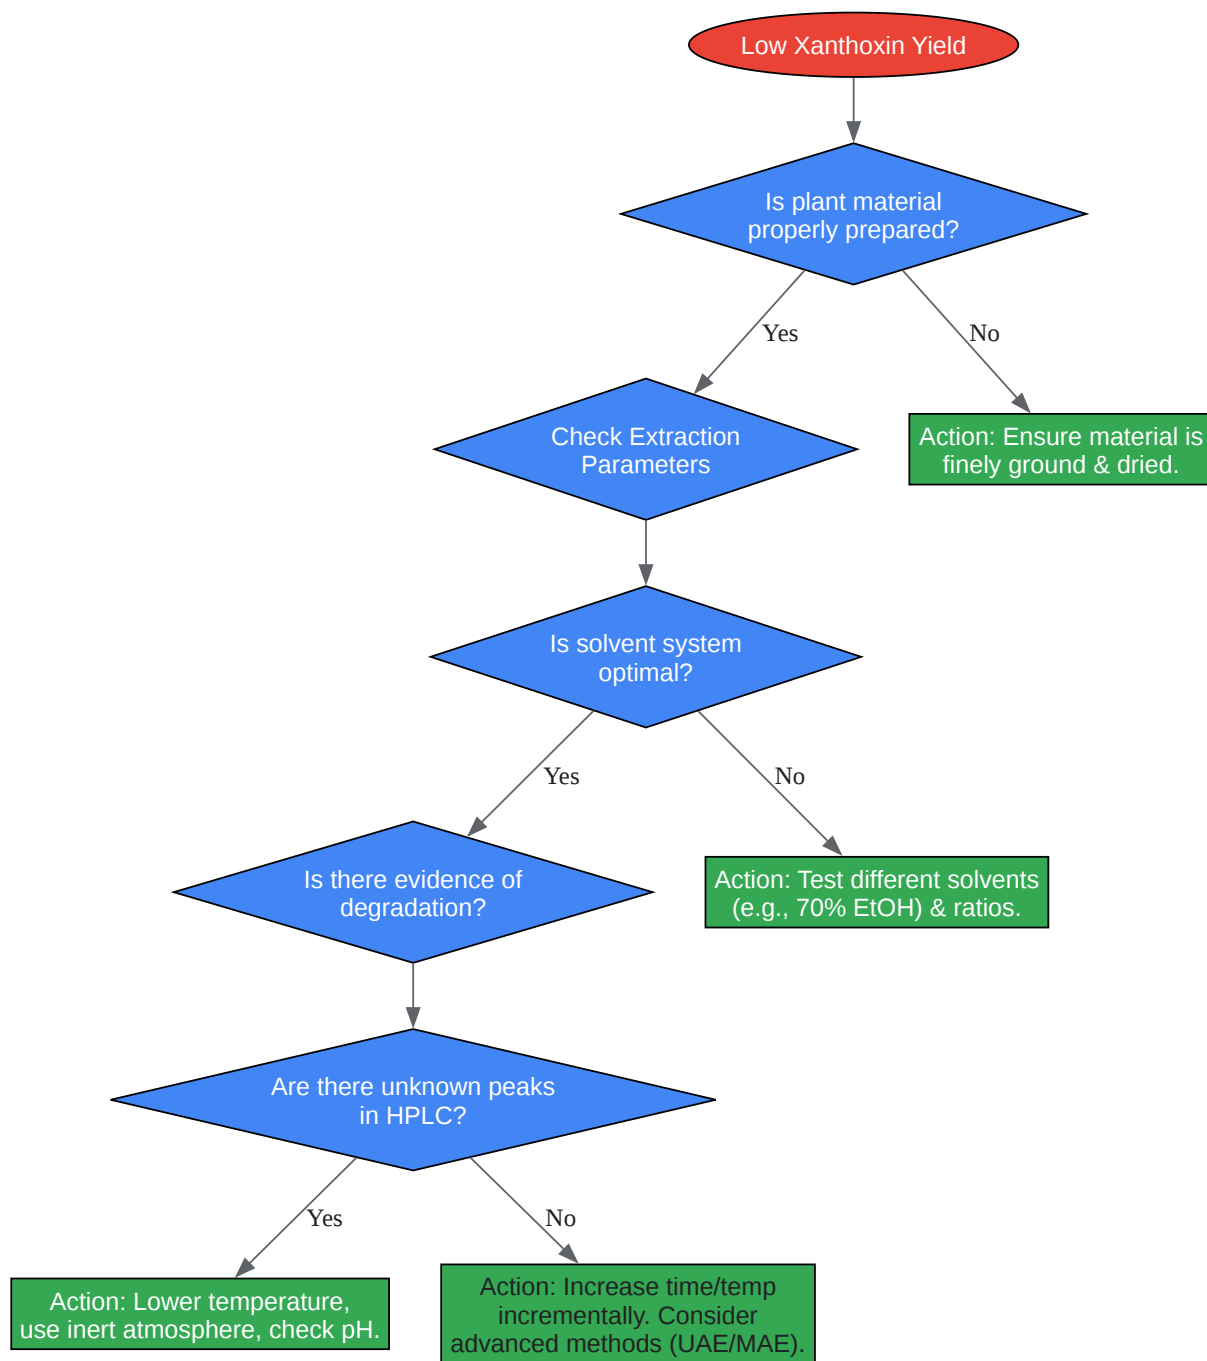 Low Xanthoxin Yield
Is plant material
properly prepared?
Yes
No
Check Extraction
Parameters
Action: Ensure material is
finely ground & dried.
Is solvent system
optimal?
Yes
No
Is there evidence of
degradation?
Action: Test different solvents
(e.g., 70% EtOH) & ratios.
Are there unknown peaks
in HPLC?
Yes
No
Action: Lower temperature,
use inert atmosphere, check pH.
Action: Increase time/temp
incrementally. Consider
advanced methods (UAE/MAE).